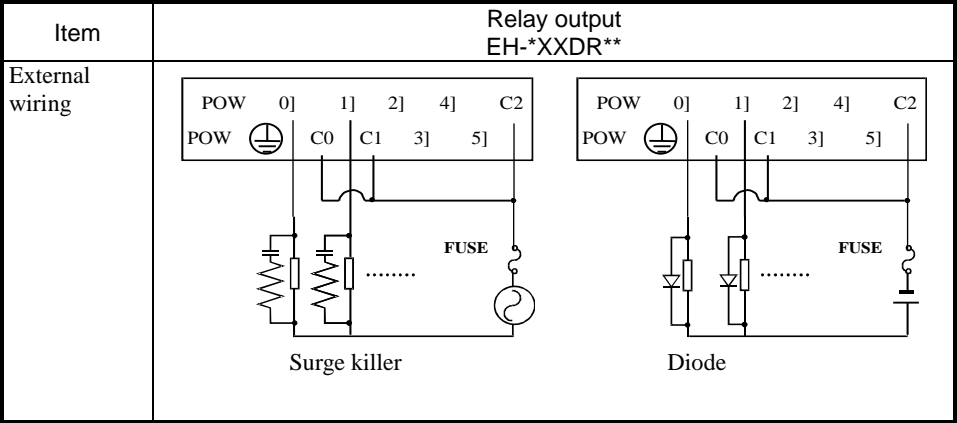 Item
Relay output
EH-*XXDR**
External
wiring
POW 0] 1] 2] 4] C2
POW C0 C1 3] 5]
FUSE
........
Surge killer
POW 0] 1] 2] 4] C2
POW C0 C1 3] 5]
FUSE
........
Diode